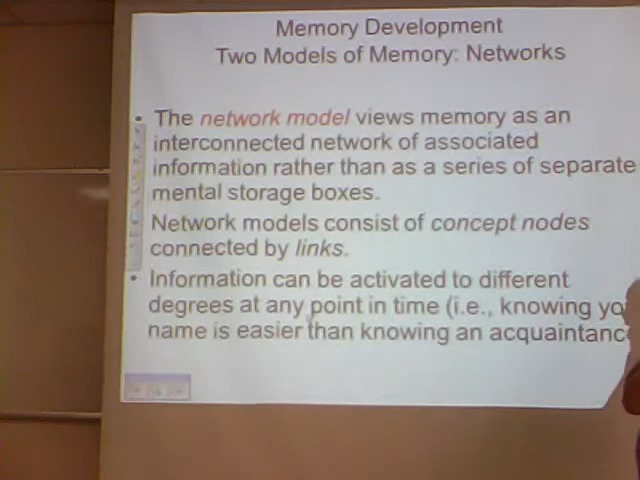 Memory Development
Two Models of Memory: Networks
• The network model views memory as an
interconnected network of associated
information rather than as a series of separate
mental storage boxes.
Network models consist of concept nodes
connected by links.
• Information can be activated to different
degrees at any point in time (i.e., knowing yo
name is easier than knowing an acquaintanc